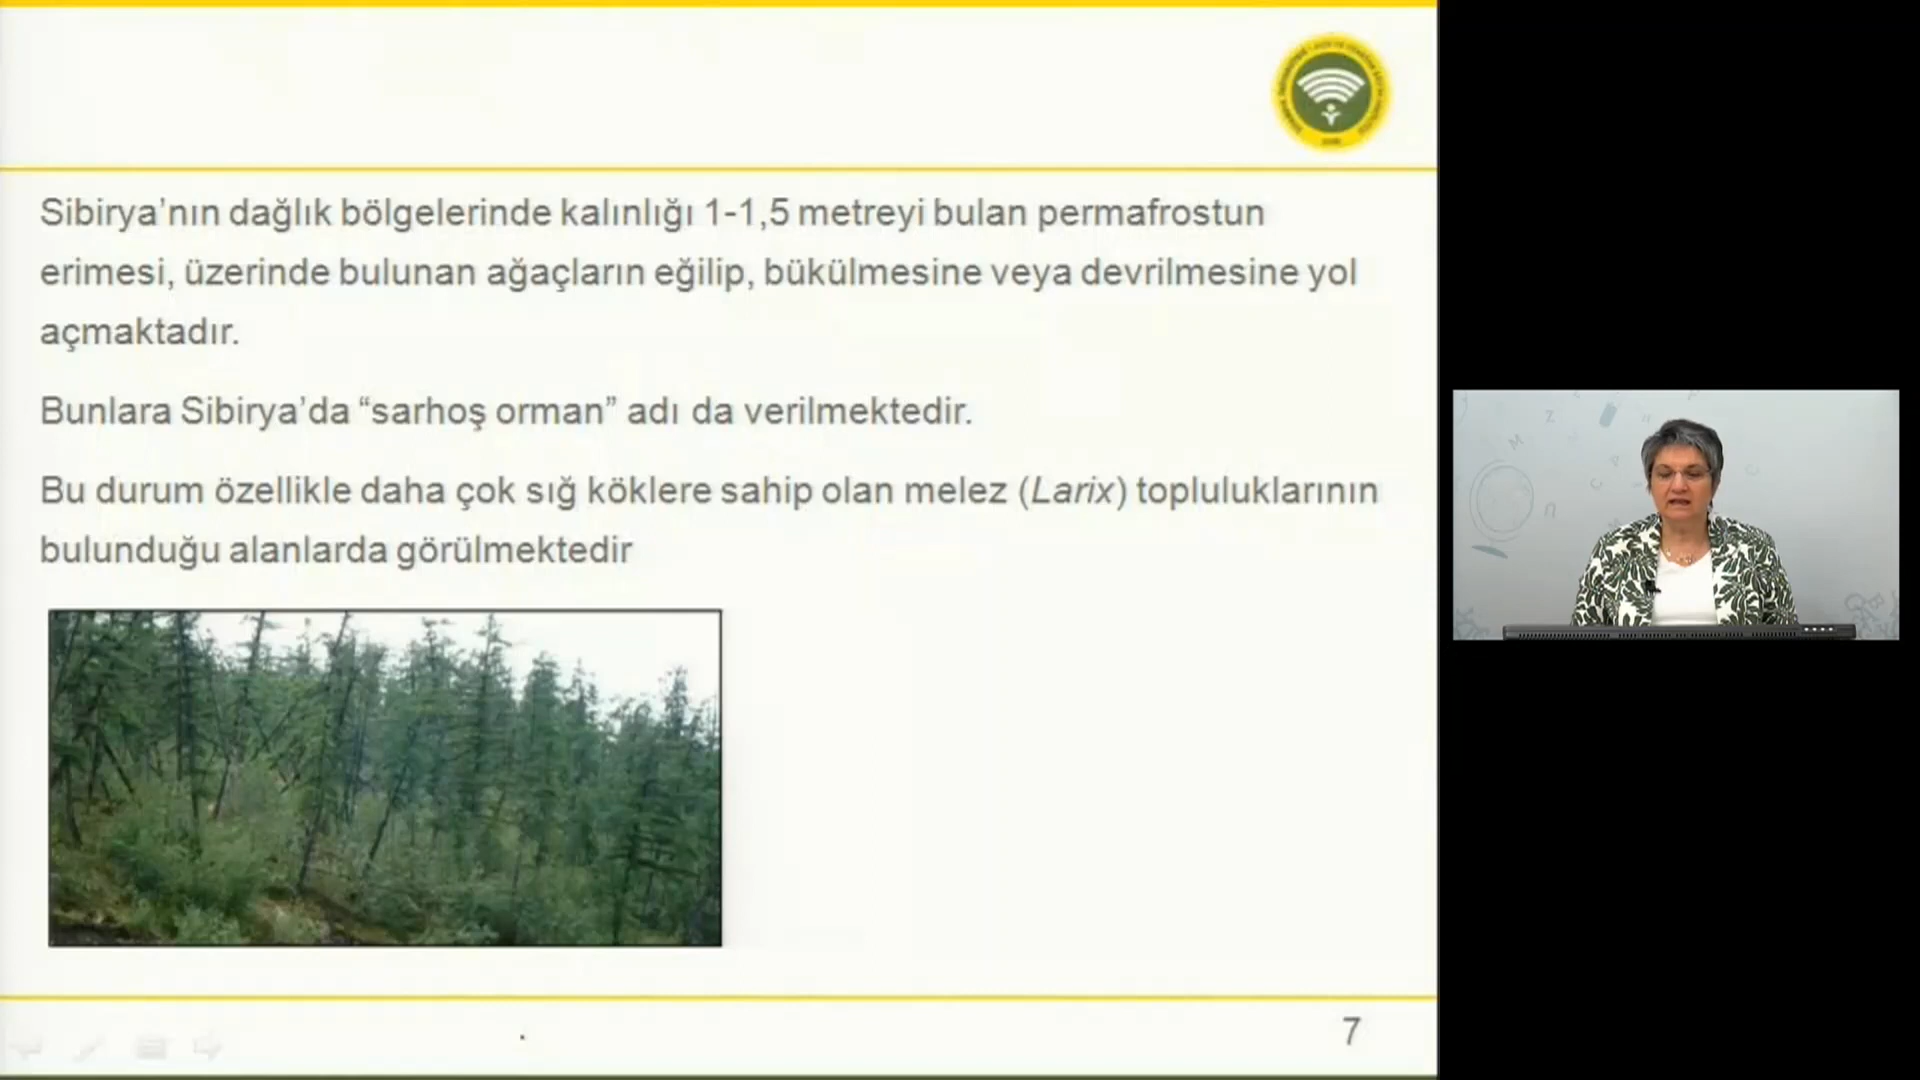 Sibirya’nın dağlık bölgelerinde kalınlığı 1-1,5 metreyi bulan permafrostun
erimesi, üzerinde bulunan ağaçların eğilip, bükülmesine veya devrilmesine yol
açmaktadır.
Bunlara Sibirya’da “sarhoş orman” adı da verilmektedir.
Bu durum özellikle daha çok sığ köklere sahip olan melez (Larix) topluluklarının
bulunduğu alanlarda görülmektedir
7